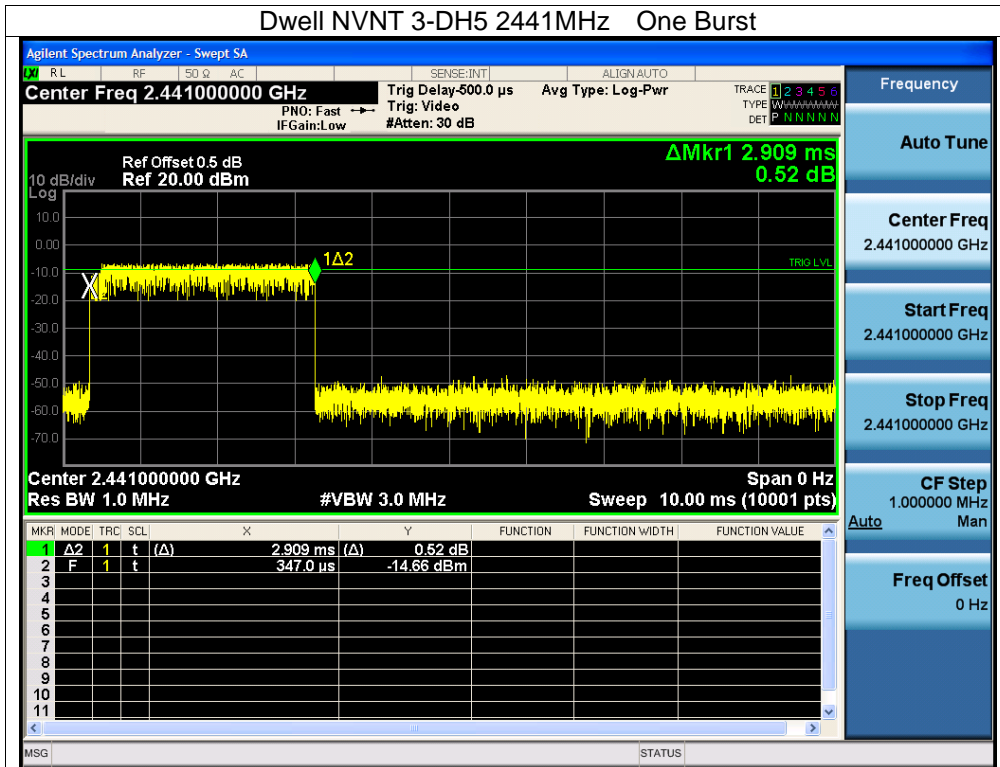 Dwell NVNT 3-DH5 2441MHz One Burst
Agilent Spectrum Analyzer - Swept SA
LXI RL RF 50 Ω AC SENSE:INT ALIGN AUTO
Center Freq 2.441000000 GHz
PNO: Fast
IFGain:Low
Trig Delay-500.0 µs
Trig: Video
#Atten: 30 dB
Avg Type: Log-Pwr
TRACE 1 2 3 4 5 6
TYPE WWWWWWW
DET P N N N N N
ΔMkr1 2.909 ms
0.52 dB
Ref Offset 0.5 dB
10 dB/div Ref 20.00 dBm
Log
10.0
0.00
-10.0
-20.0
-30.0
-40.0
-50.0
-60.0
-70.0
1Δ2
TRIG LVL
Center 2.441000000 GHz Span 0 Hz
Res BW 1.0 MHz #VBW 3.0 MHz Sweep 10.00 ms (10001 pts)
MKR MODE TRC SCL X Y FUNCTION FUNCTION WIDTH FUNCTION VALUE
1 Δ2 1 t (Δ) 2.909 ms (Δ) 0.52 dB
2 F 1 t 347.0 µs -14.66 dBm
3
4
5
6
7
8
9
10
11
MSG STATUS
Frequency
Auto Tune
Center Freq
2.441000000 GHz
Start Freq
2.441000000 GHz
Stop Freq
2.441000000 GHz
CF Step
1.000000 MHz
Auto Man
Freq Offset
0 Hz